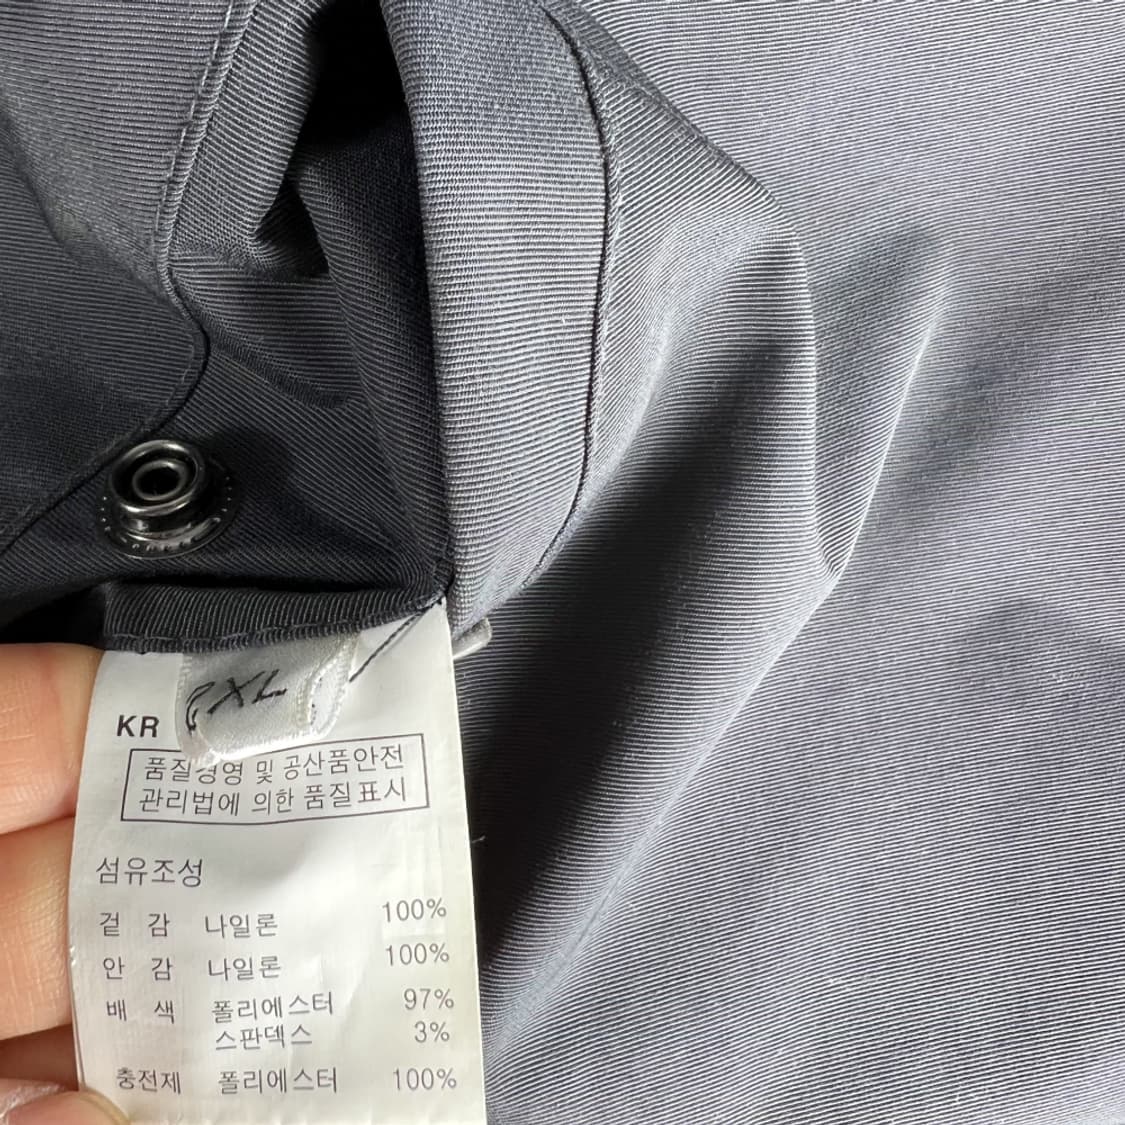 2XL
KR
품질경영 및 공산품안전
관리법에 의한 품질표시
섬유조성
겉 감 나일론 100%
안 감 나일론 100%
배 색 폴리에스터 97%
스판덱스 3%
충전제 폴리에스터 100%